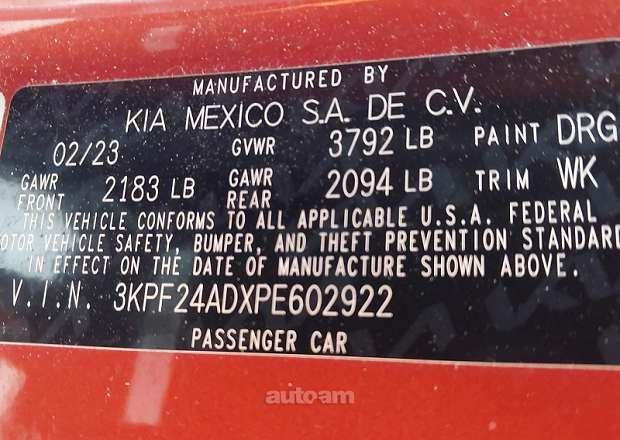 MANUFACTURED BY
KIA MEXICO S.A. DE C.V.
02/23 GVWR 3792 LB PAINT DRG
GAWR FRONT 2183 LB GAWR REAR 2094 LB TRIM WK
THIS VEHICLE CONFORMS TO ALL APPLICABLE U.S.A. FEDERAL
OTOR VEHICLE SAFETY, BUMPER, AND THEFT PREVENTION STANDARD
IN EFFECT ON THE DATE OF MANUFACTURE SHOWN ABOVE.
V.I.N. 3KPF24ADXPE602922
PASSENGER CAR
autoam